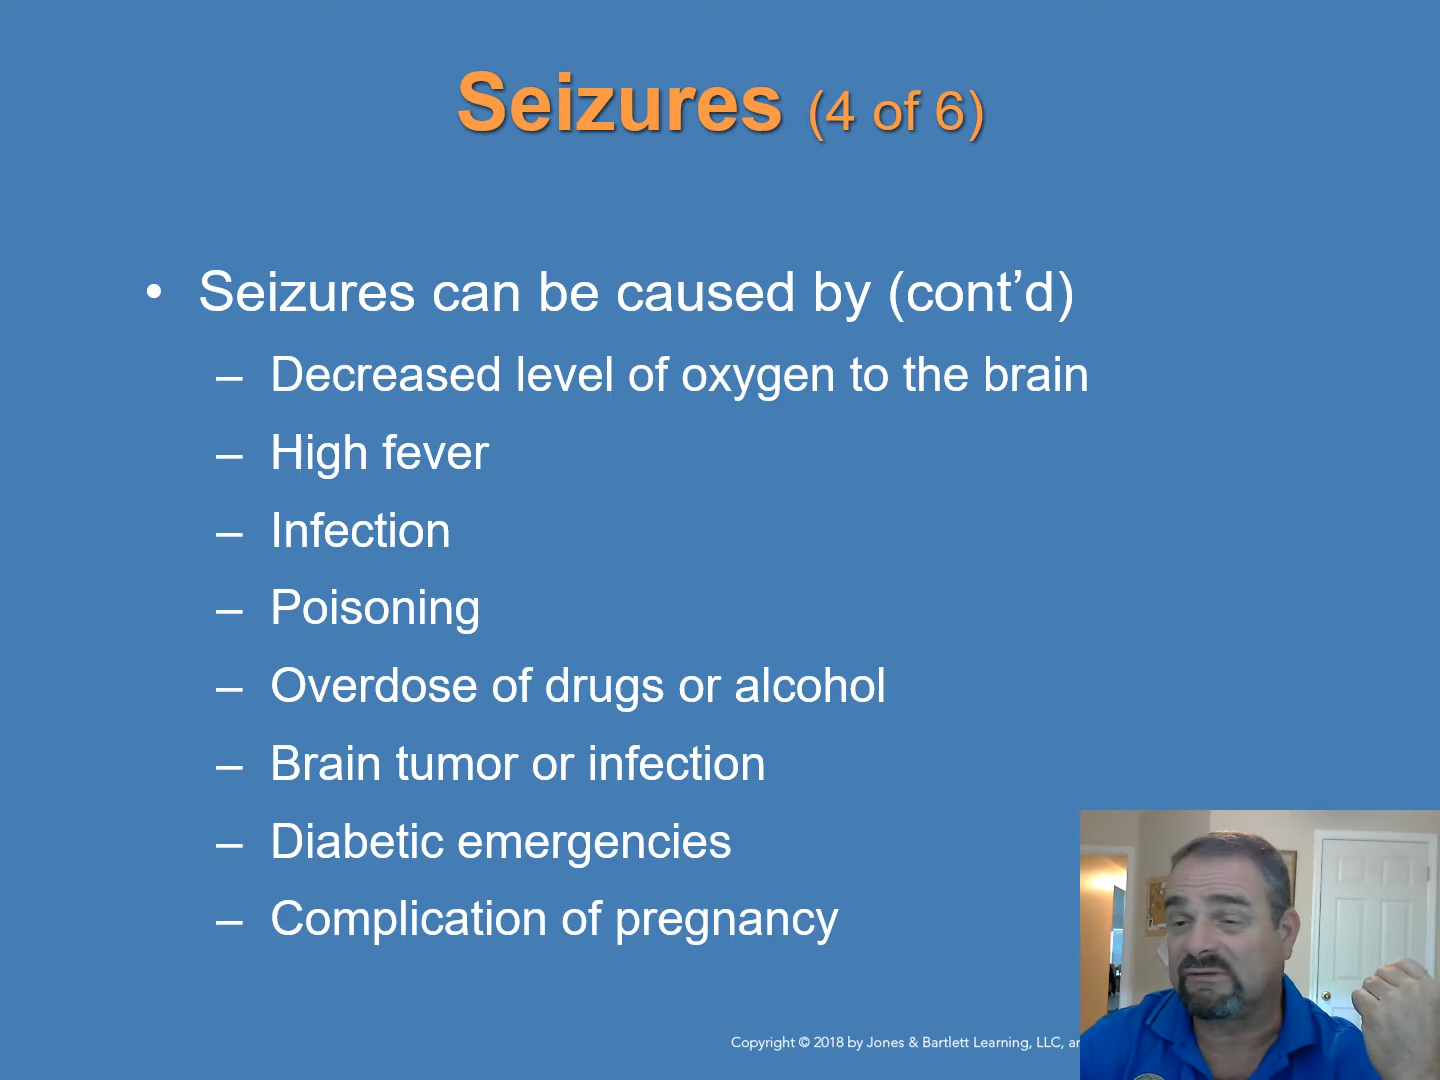 Seizures (4 of 6)
• Seizures can be caused by (cont’d)
– Decreased level of oxygen to the brain
– High fever
– Infection
– Poisoning
– Overdose of drugs or alcohol
– Brain tumor or infection
– Diabetic emergencies
– Complication of pregnancy
Copyright © 2018 by Jones & Bartlett Learning, LLC,